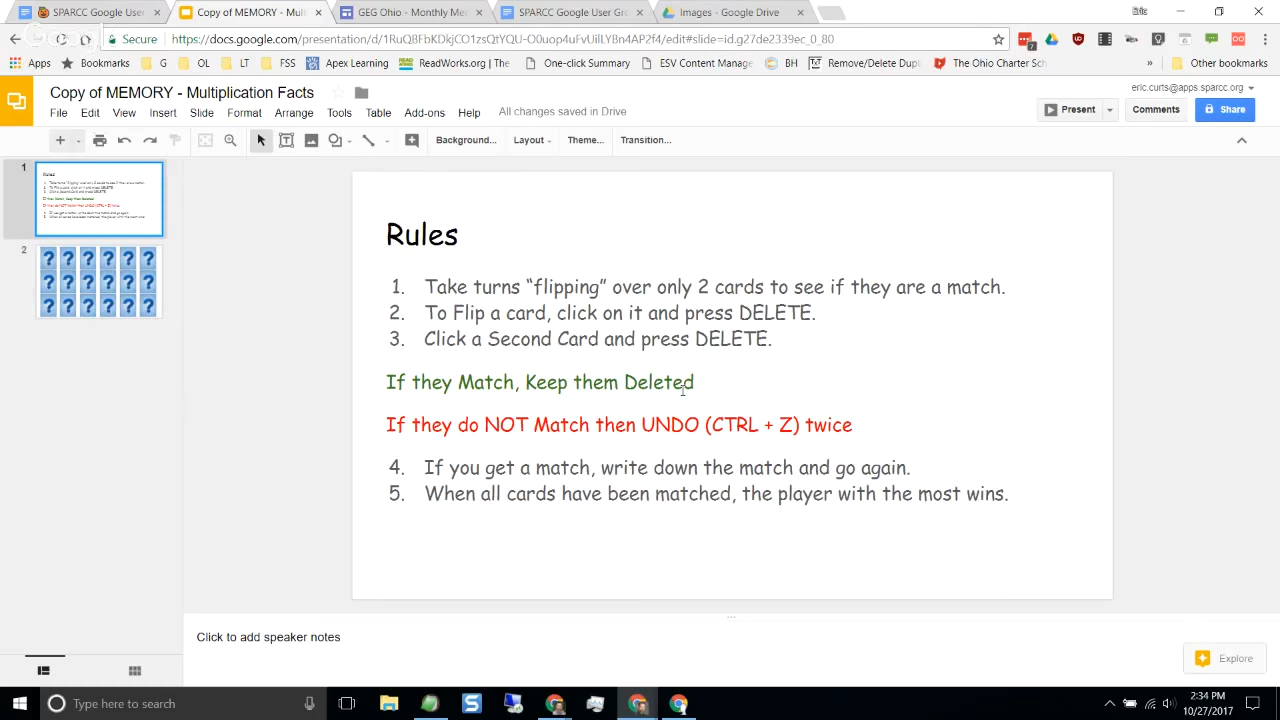 SPARCC Google User
Copy of MEMORY - Mult
GEG Ohio - Monthly Me
SPARCC Google User Gr
Images - Google Drive
Secure
https://docs.google.com/presentation/d/1RuQBFbKDkjCO1zsQtYQU-O0uop4uFvUiILYBn4AP2f4/edit#slide=id.g27de2339ec_0_80
Apps
Bookmarks
G
OL
LT
FSS
Apex Learning
ReadWorks.org | The
One-click Summary
ESV Content Manage
BH
Remove/Delete Dupli
The Ohio Charter Sch
»
Other bookmarks
Copy of MEMORY - Multiplication Facts
eric.curts@apps.sparcc.org
File Edit View Insert Slide Format Arrange Table Tools Add-ons Help
All changes saved in Drive
Present
Comments
Share
Background...
Layout
Theme...
Transition...
1
2
Rules
1. Take turns “flipping” over only 2 cards to see if they are a match.
2. To Flip a card, click on it and press DELETE.
3. Click a Second Card and press DELETE.
If they Match, Keep them Deleted
If they do NOT Match then UNDO (CTRL + Z) twice
4. If you get a match, write down the match and go again.
5. When all cards have been matched, the player with the most wins.
Click to add speaker notes
Explore
Type here to search
2:34 PM
10/27/2017